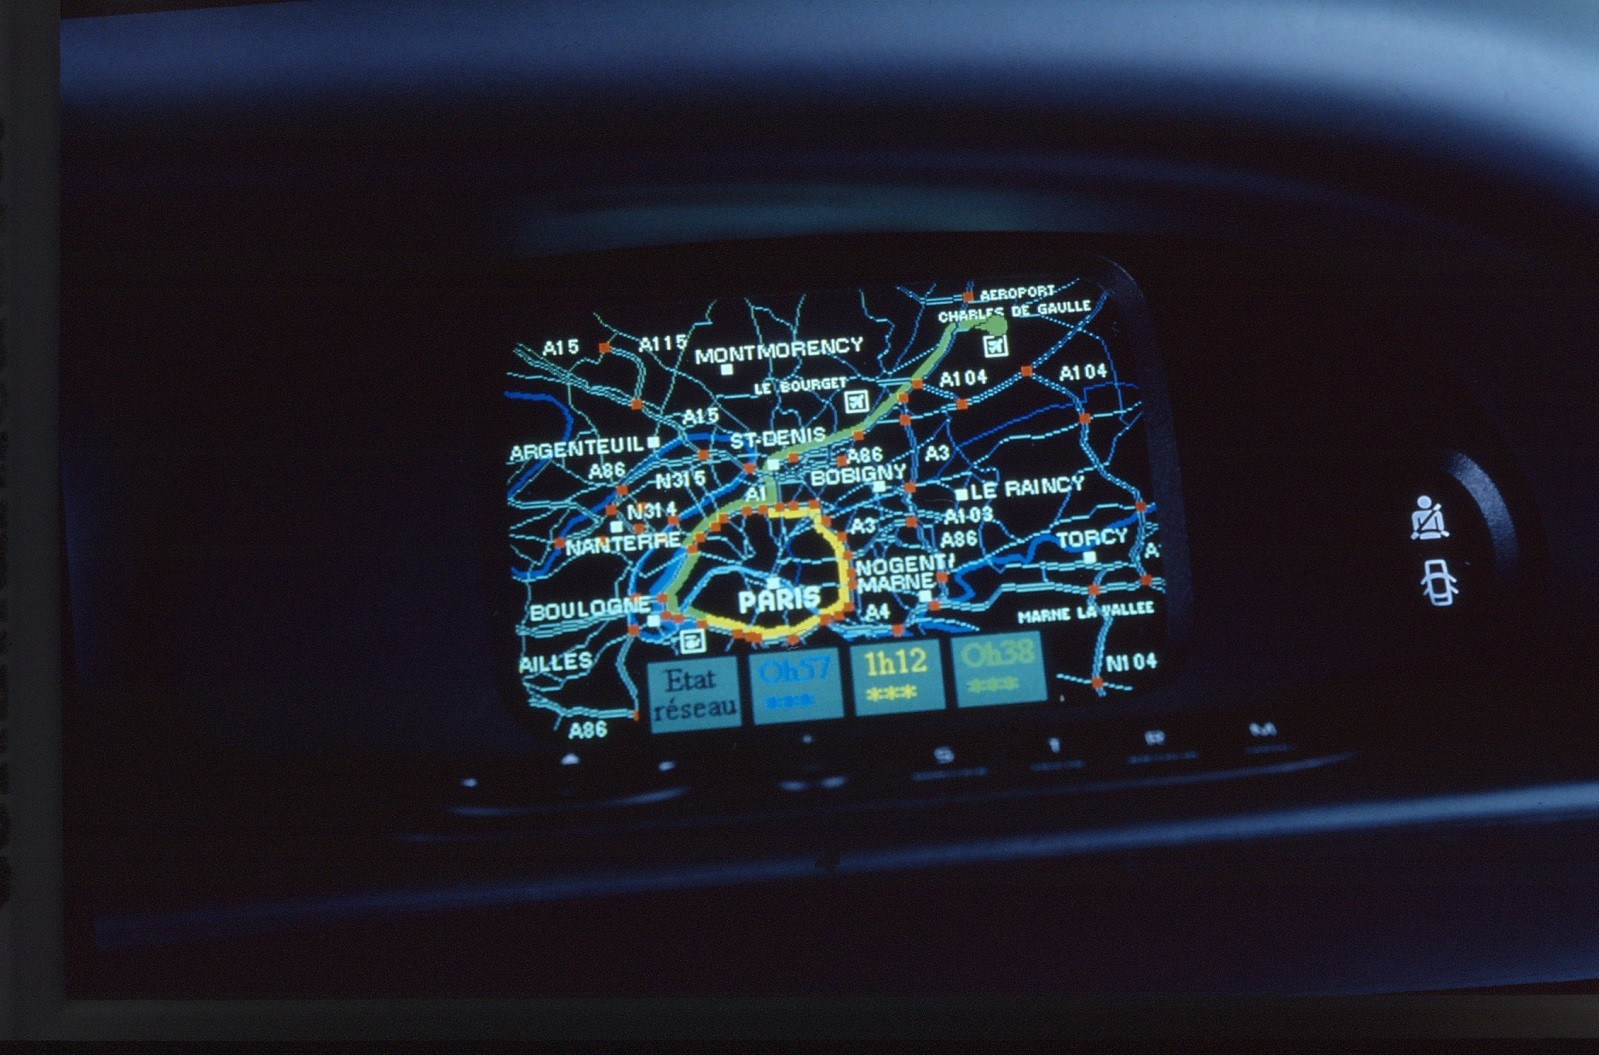 AEROPORT
CHARLES DE GAULLE
A15
A115
MONTMORENCY
LE BOURGET
A104
A104
A15
ST-DENIS
ARGENTEUIL
A86
A86
A3
N315
BOBIGNY
A1
LE RAINCY
N314
A103
A3
A86
NANTERRE
TORCY
NOGENT/
MARNE
PARIS
BOULOGNE
A4
MARNE LA VALLEE
AILLES
N104
A86
Etat
réseau
0h57
***
1h12
***
0h38
***
S
T
R
M